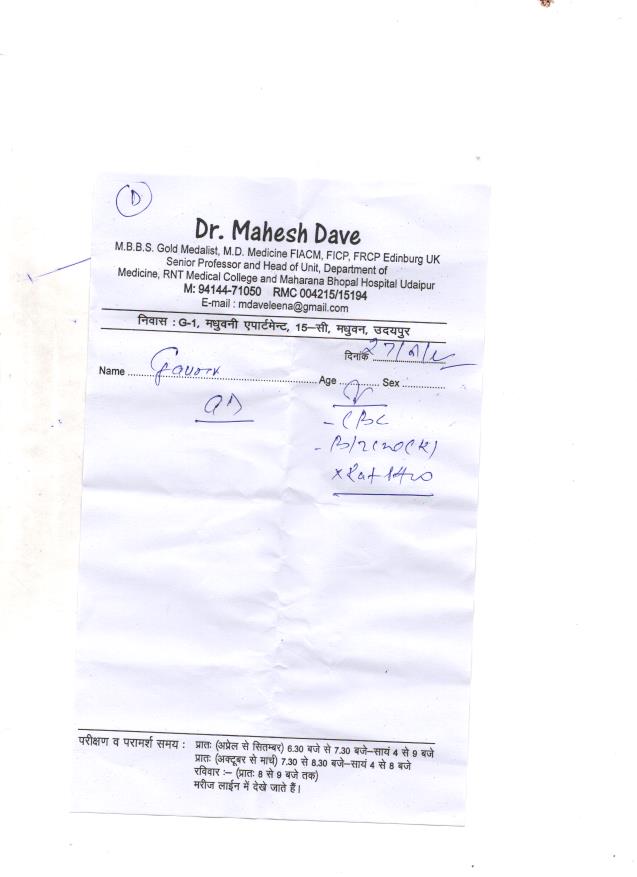 D
Dr. Mahesh Dave
M.B.B.S. Gold Medalist, M.D. Medicine FIACM, FICP, FRCP Edinburg UK
Senior Professor and Head of Unit, Department of
Medicine, RNT Medical College and Maharana Bhopal Hospital Udaipur
M: 94144-71050 RMC 004215/15194
E-mail : mdaveleena@gmail.com
निवास : G-1, मधुवनी एपार्टमेन्ट, 15–सी, मधुवन, उदयपुर
दिनांक
Name Age Sex
- CBC
परीक्षण व परामर्श समय : प्रातः (अप्रेल से सितम्बर) 6.30 बजे से 7.30 बजे–सायं 4 से 9 बजे
प्रातः (अक्टूबर से मार्च) 7.30 से 8.30 बजे–सायं 4 से 8 बजे
रविवार :– (प्रातः 8 से 9 बजे तक)
मरीज लाईन में देखे जाते हैं।